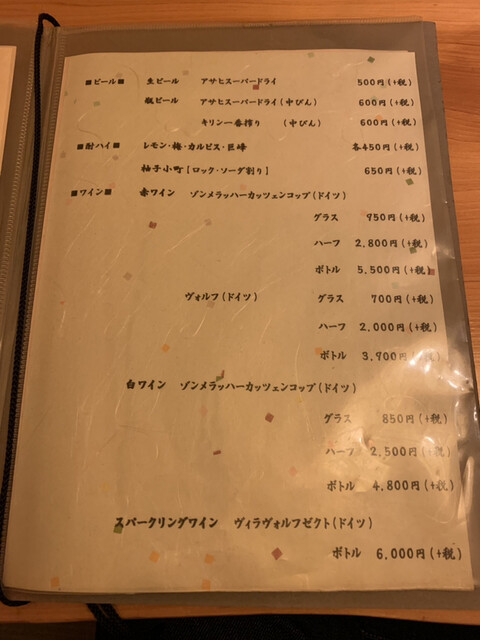 ■ビール■ 生ビール アサヒスーパードライ 500円(+税)
瓶ビール アサヒスーパードライ(中びん) 600円(+税)
キリン一番搾り (中びん) 600円(+税)
■酎ハイ■ レモン・梅・カルピス・巨峰 各450円(+税)
柚子小町【ロック・ソーダ割り】 650円(+税)
■ワイン■ 赤ワイン ゾンメラッハーカッツェンコップ(ドイツ)
グラス 950円(+税)
ハーフ 2,800円(+税)
ボトル 5,500円(+税)
ヴォルフ(ドイツ) グラス 700円(+税)
ハーフ 2,000円(+税)
ボトル 3,900円(+税)
白ワイン ゾンメラッハーカッツェンコップ(ドイツ)
グラス 850円(+税)
ハーフ 2,500円(+税)
ボトル 4,800円(+税)
スパークリングワイン ヴィラヴォルフゼクト(ドイツ)
ボトル 6,000円(+税)